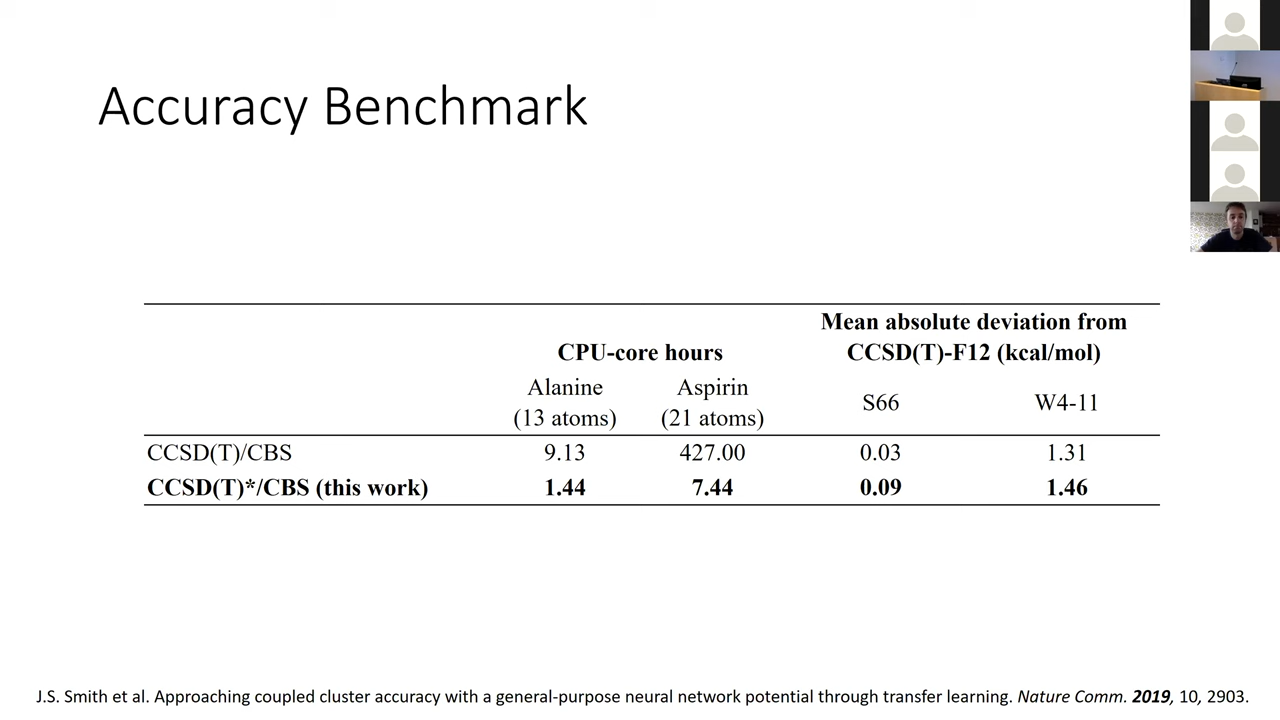 Accuracy Benchmark
Mean absolute deviation from
CPU-core hours CCSD(T)-F12 (kcal/mol)
Alanine Aspirin
(13 atoms) (21 atoms) S66 W4-11
CCSD(T)/CBS 9.13 427.00 0.03 1.31
CCSD(T)*/CBS (this work) 1.44 7.44 0.09 1.46
J.S. Smith et al. Approaching coupled cluster accuracy with a general-purpose neural network potential through transfer learning. Nature Comm. 2019, 10, 2903.